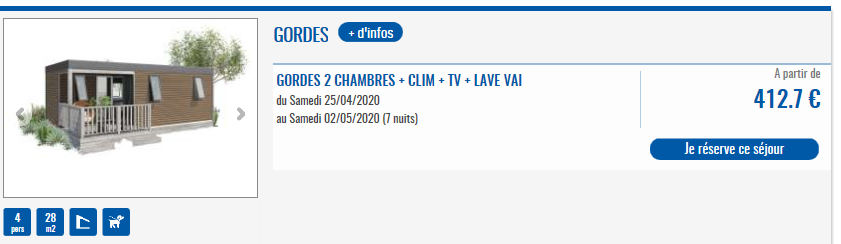 GORDES
+ d'infos
GORDES 2 CHAMBRES + CLIM + TV + LAVE VAI
du Samedi 25/04/2020
au Samedi 02/05/2020 (7 nuits)
A partir de
412.7 €
Je réserve ce séjour
4
pers
28
m2